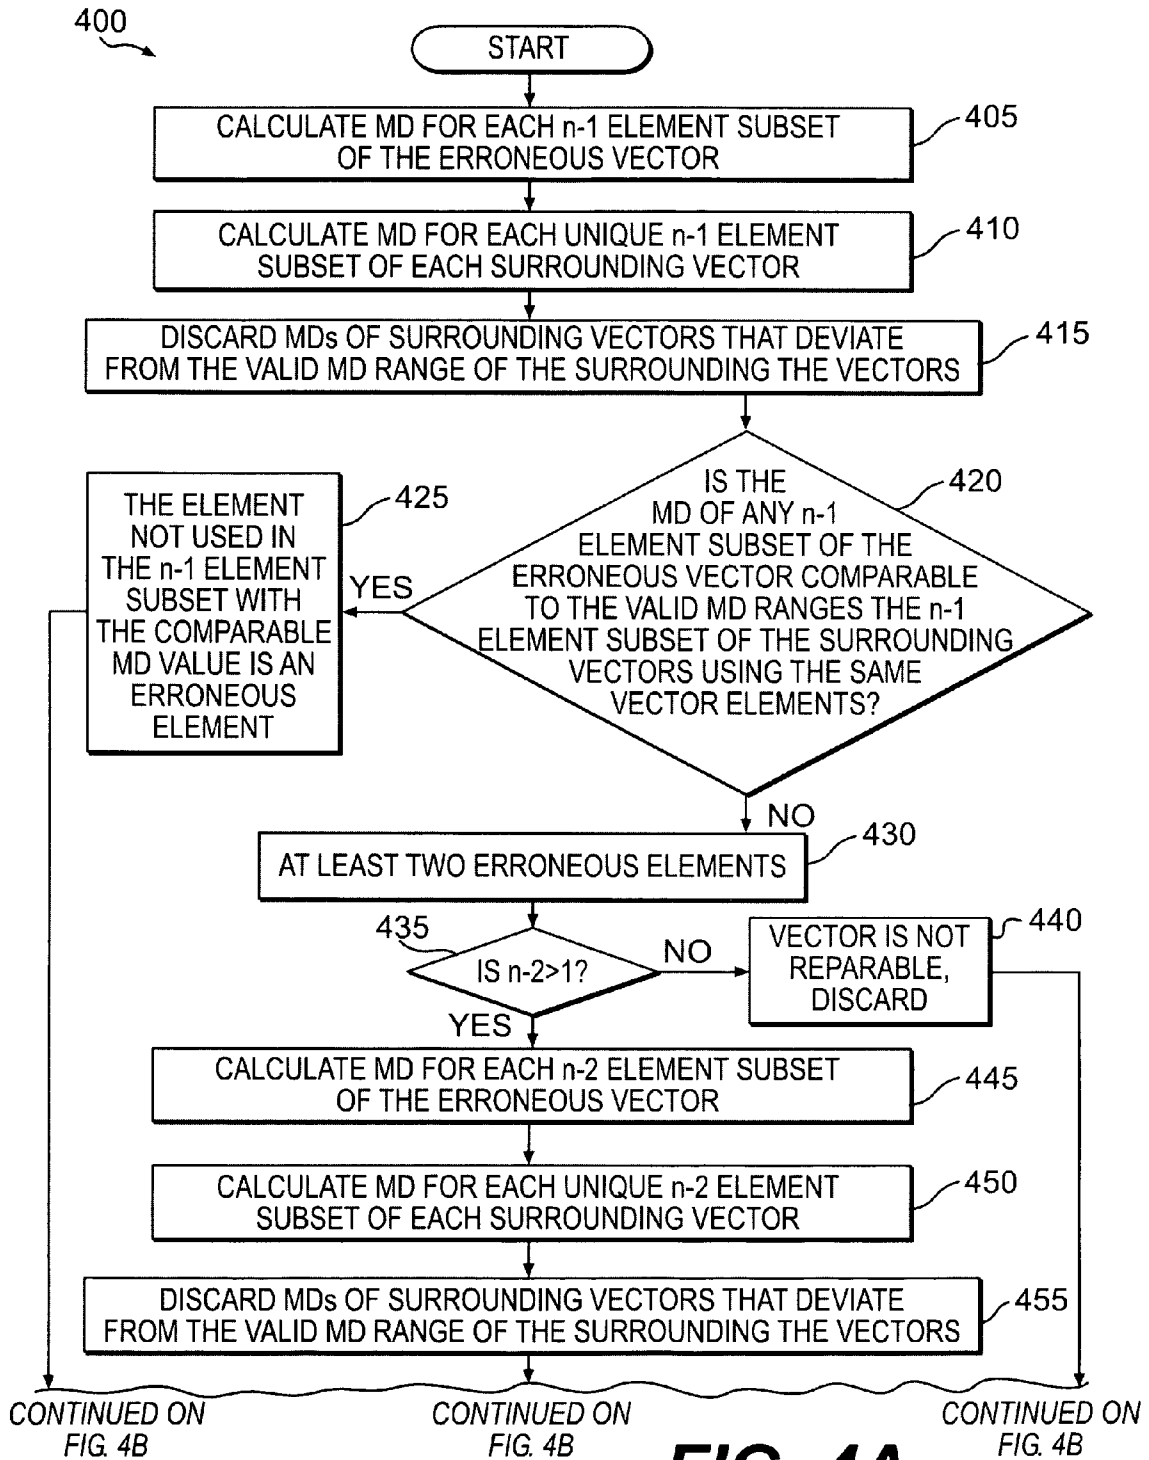 400
START
CALCULATE MD FOR EACH n-1 ELEMENT SUBSET
OF THE ERRONEOUS VECTOR
405
CALCULATE MD FOR EACH UNIQUE n-1 ELEMENT
SUBSET OF EACH SURROUNDING VECTOR
410
DISCARD MDs OF SURROUNDING VECTORS THAT DEVIATE
FROM THE VALID MD RANGE OF THE SURROUNDING THE VECTORS
415
IS THE
MD OF ANY n-1
ELEMENT SUBSET OF THE
ERRONEOUS VECTOR COMPARABLE
TO THE VALID MD RANGES THE n-1
ELEMENT SUBSET OF THE SURROUNDING
VECTORS USING THE SAME
VECTOR ELEMENTS?
420
YES
THE ELEMENT
NOT USED IN
THE n-1 ELEMENT
SUBSET WITH
THE COMPARABLE
MD VALUE IS AN
ERRONEOUS
ELEMENT
425
NO
AT LEAST TWO ERRONEOUS ELEMENTS
430
435
IS n-2>1?
NO
VECTOR IS NOT
REPARABLE,
DISCARD
440
YES
CALCULATE MD FOR EACH n-2 ELEMENT SUBSET
OF THE ERRONEOUS VECTOR
445
CALCULATE MD FOR EACH UNIQUE n-2 ELEMENT
SUBSET OF EACH SURROUNDING VECTOR
450
DISCARD MDs OF SURROUNDING VECTORS THAT DEVIATE
FROM THE VALID MD RANGE OF THE SURROUNDING THE VECTORS
455
CONTINUED ON
FIG. 4B
CONTINUED ON
FIG. 4B
CONTINUED ON
FIG. 4B
FIG. 4A